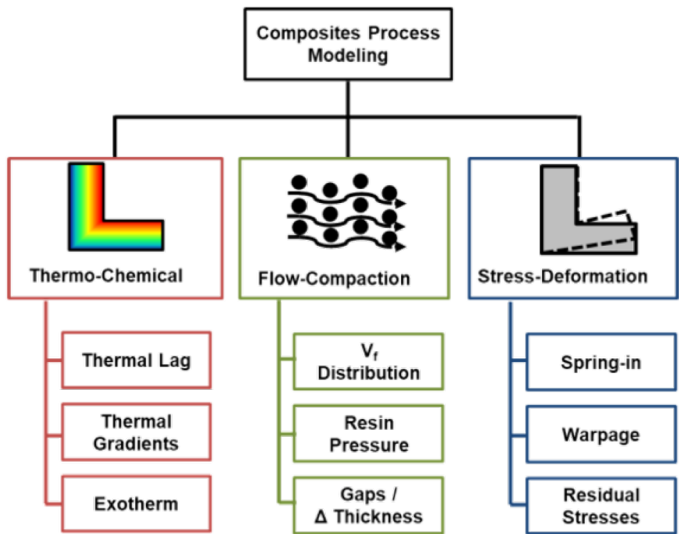 Composites Process
Modeling
Thermo-Chemical
Flow-Compaction
Stress-Deformation
Thermal Lag
Thermal
Gradients
Exotherm
V_f
Distribution
Resin
Pressure
Gaps /
Δ Thickness
Spring-in
Warpage
Residual
Stresses